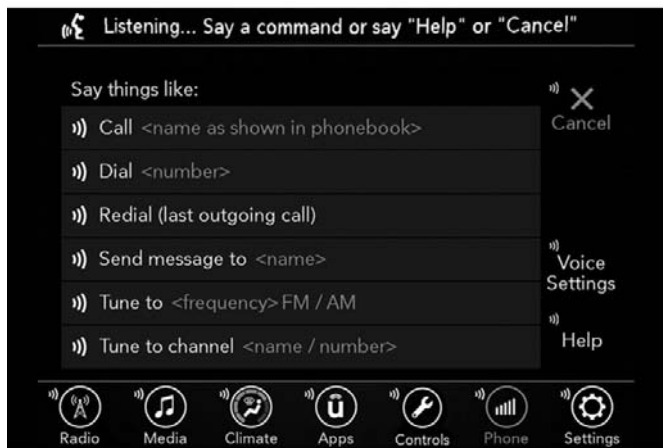 Listening... Say a command or say "Help" or "Cancel"
Say things like:
Call <name as shown in phonebook>
Dial <number>
Redial (last outgoing call)
Send message to <name>
Tune to <frequency> FM / AM
Tune to channel <name / number>
Cancel
Voice
Settings
Help
Radio Media Climate Apps Controls Phone Settings